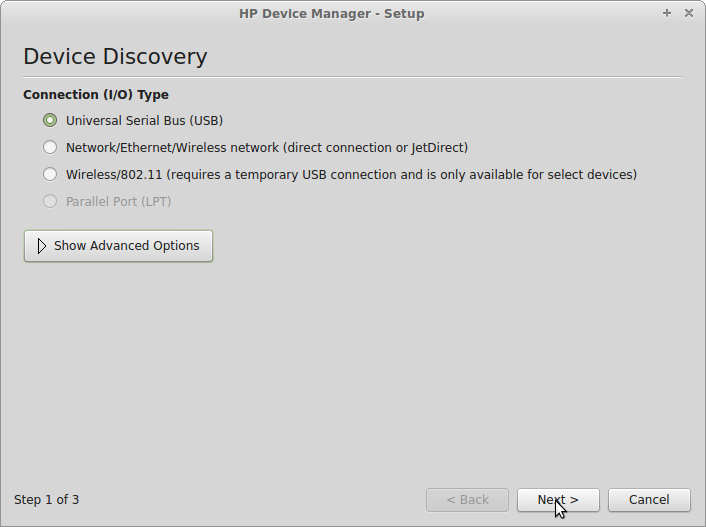 HP Device Manager - Setup
Device Discovery
Connection (I/O) Type
Universal Serial Bus (USB)
Network/Ethernet/Wireless network (direct connection or JetDirect)
Wireless/802.11 (requires a temporary USB connection and is only available for select devices)
Parallel Port (LPT)
Show Advanced Options
Step 1 of 3
< Back
Next >
Cancel